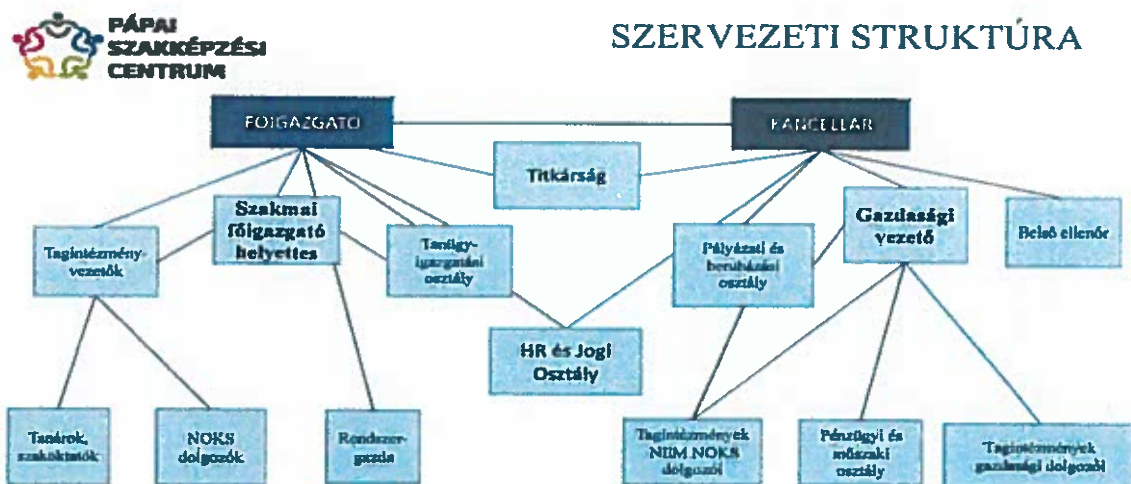 PÁPAI
SZAKKÉPZÉSI
CENTRUM
SZERVEZETI STRUKTÚRA
FŐIGAZGATÓ
KANCELLÁR
Titkárság
Szakmai
főigazgató
helyettes
Gazdasági
vezető
Tagintézmény-
vezetők
Tanügy-
igazgatási
osztály
Pályázati és
beruházási
osztály
Belső ellenőr
HR és Jogi
Osztály
Tanárok,
szakoktatók
NOKS
dolgozók
Rendszer-
gazda
Tagintézmények
NIIM NOKS
dolgozói
Pénzügyi és
műszaki
osztály
Tagintézmények
gazdasági dolgozói